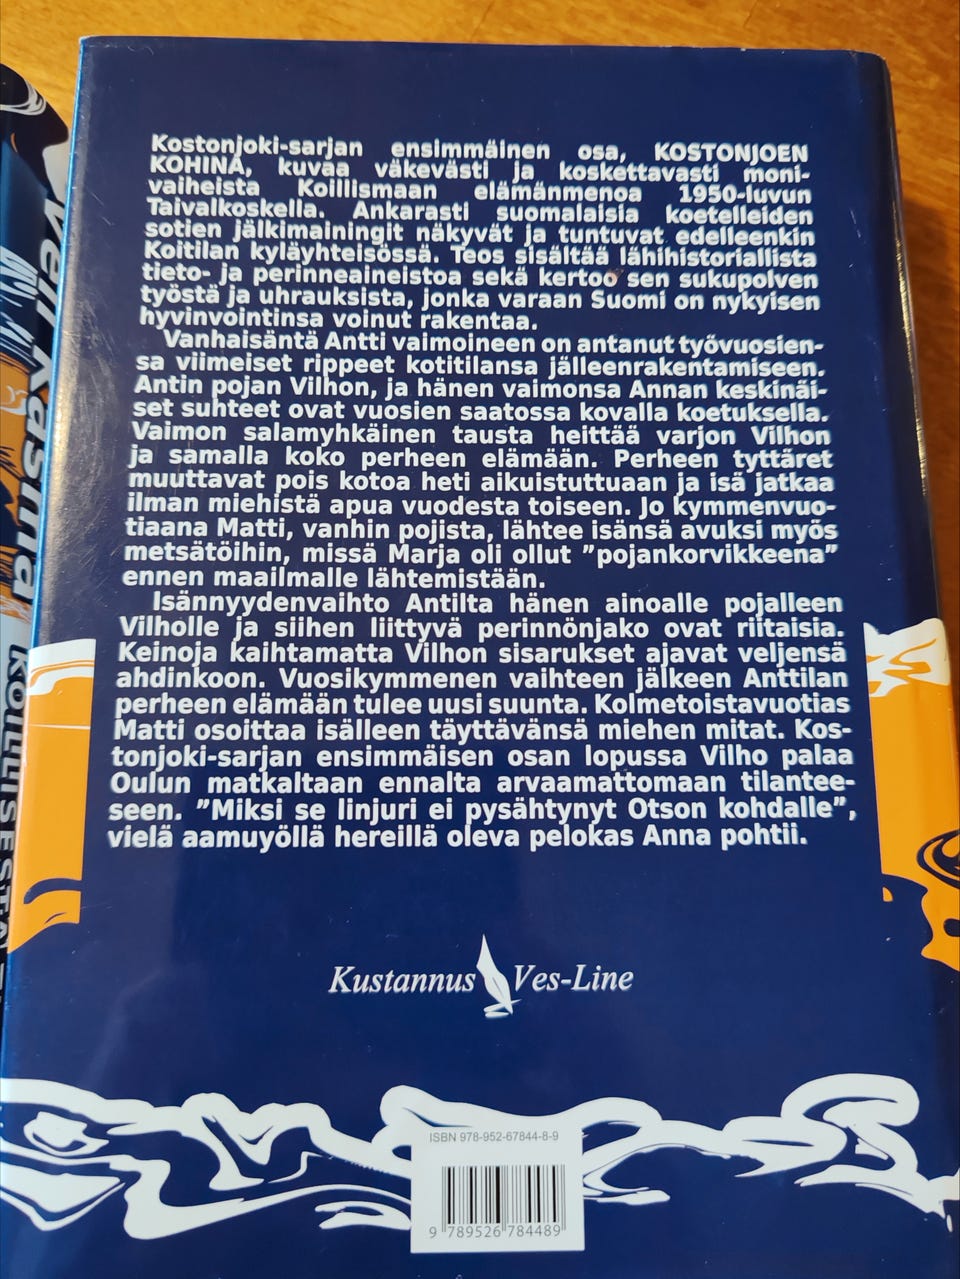 Kostonjoki-sarjan ensimmäinen osa, KOSTONJOEN
KOHINA, kuvaa väkevästi ja koskettavasti moni-
vaiheista Koillismaan elämänmenoa 1950-luvun
Taivalkoskella. Ankarasti suomalaisia koetelleiden
sotien jälkimainingit näkyvät ja tuntuvat edelleenkin
Koitilan kyläyhteisössä. Teos sisältää lähihistoriallista
tieto- ja perinneaineistoa sekä kertoo sen sukupolven
työstä ja uhrauksista, jonka varaan Suomi on nykyisen
hyvinvointinsa voinut rakentaa.
Vanhaisäntä Antti vaimoineen on antanut työvuosien-
sa viimeiset rippeet kotitilansa jälleenrakentamiseen.
Antin pojan Vilhon, ja hänen vaimonsa Annan keskinäi-
set suhteet ovat vuosien saatossa kovalla koetuksella.
Vaimon salamyhkäinen tausta heittää varjon Vilhon
ja samalla koko perheen elämään. Perheen tyttäret
muuttavat pois kotoa heti aikuistuttuaan ja isä jatkaa
ilman miehistä apua vuodesta toiseen. Jo kymmenvuo-
tiaana Matti, vanhin pojista, lähtee isänsä avuksi myös
metsätöihin, missä Marja oli ollut ”pojankorvikkeena”
ennen maailmalle lähtemistään.
Isännyydenvaihto Antilta hänen ainoalle pojalleen
Vilholle ja siihen liittyvä perinnönjako ovat riitaisia.
Keinoja kaihtamatta Vilhon sisarukset ajavat veljensä
ahdinkoon. Vuosikymmenen vaihteen jälkeen Anttilan
perheen elämään tulee uusi suunta. Kolmetoistavuotias
Matti osoittaa isälleen täyttävänsä miehen mitat. Kos-
tonjoki-sarjan ensimmäisen osan lopussa Vilho palaa
Oulun matkaltaan ennalta arvaamattomaan tilantee-
seen. ”Miksi se linjuri ei pysähtynyt Otson kohdalle”,
vielä aamuyöllä hereillä oleva pelokas Anna pohtii.
Kustannus Ves-Line
ISBN 978-952-67844-8-9
9 789526 784489